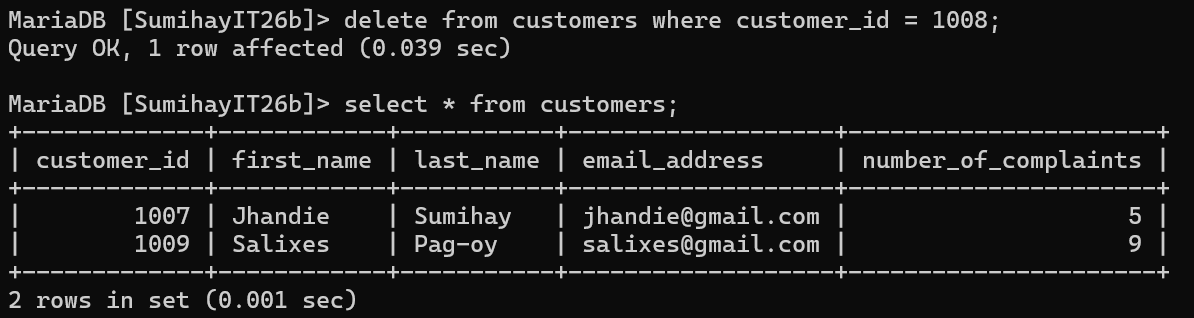 MariaDB [SumihayIT26b]> delete from customers where customer_id = 1008;
Query OK, 1 row affected (0.039 sec)

MariaDB [SumihayIT26b]> select * from customers;
+-------------+------------+-----------+-------------------+----------------------+
| customer_id | first_name | last_name | email_address     | number_of_complaints |
+-------------+------------+-----------+-------------------+----------------------+
|        1007 | Jhandie    | Sumihay   | jhandie@gmail.com |                    5 |
|        1009 | Salixes    | Pag-oy    | salixes@gmail.com |                    9 |
+-------------+------------+-----------+-------------------+----------------------+
2 rows in set (0.001 sec)